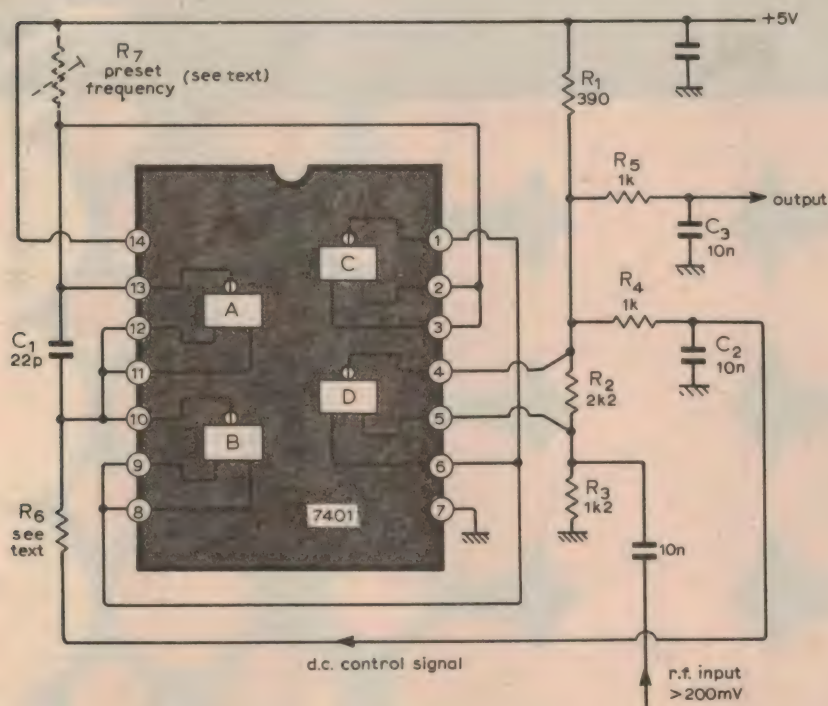 +5V
R7
preset
frequency
(see text)
R1
390
R5
1k
output
C3
10n
14
13
12
11
10
9
8
1
2
3
4
5
6
7
A
B
C
D
7401
C1
22p
R4
1k
C2
10n
R2
2k2
R3
1k2
R6
see
text
10n
d.c. control signal
r.f. input
>200mV